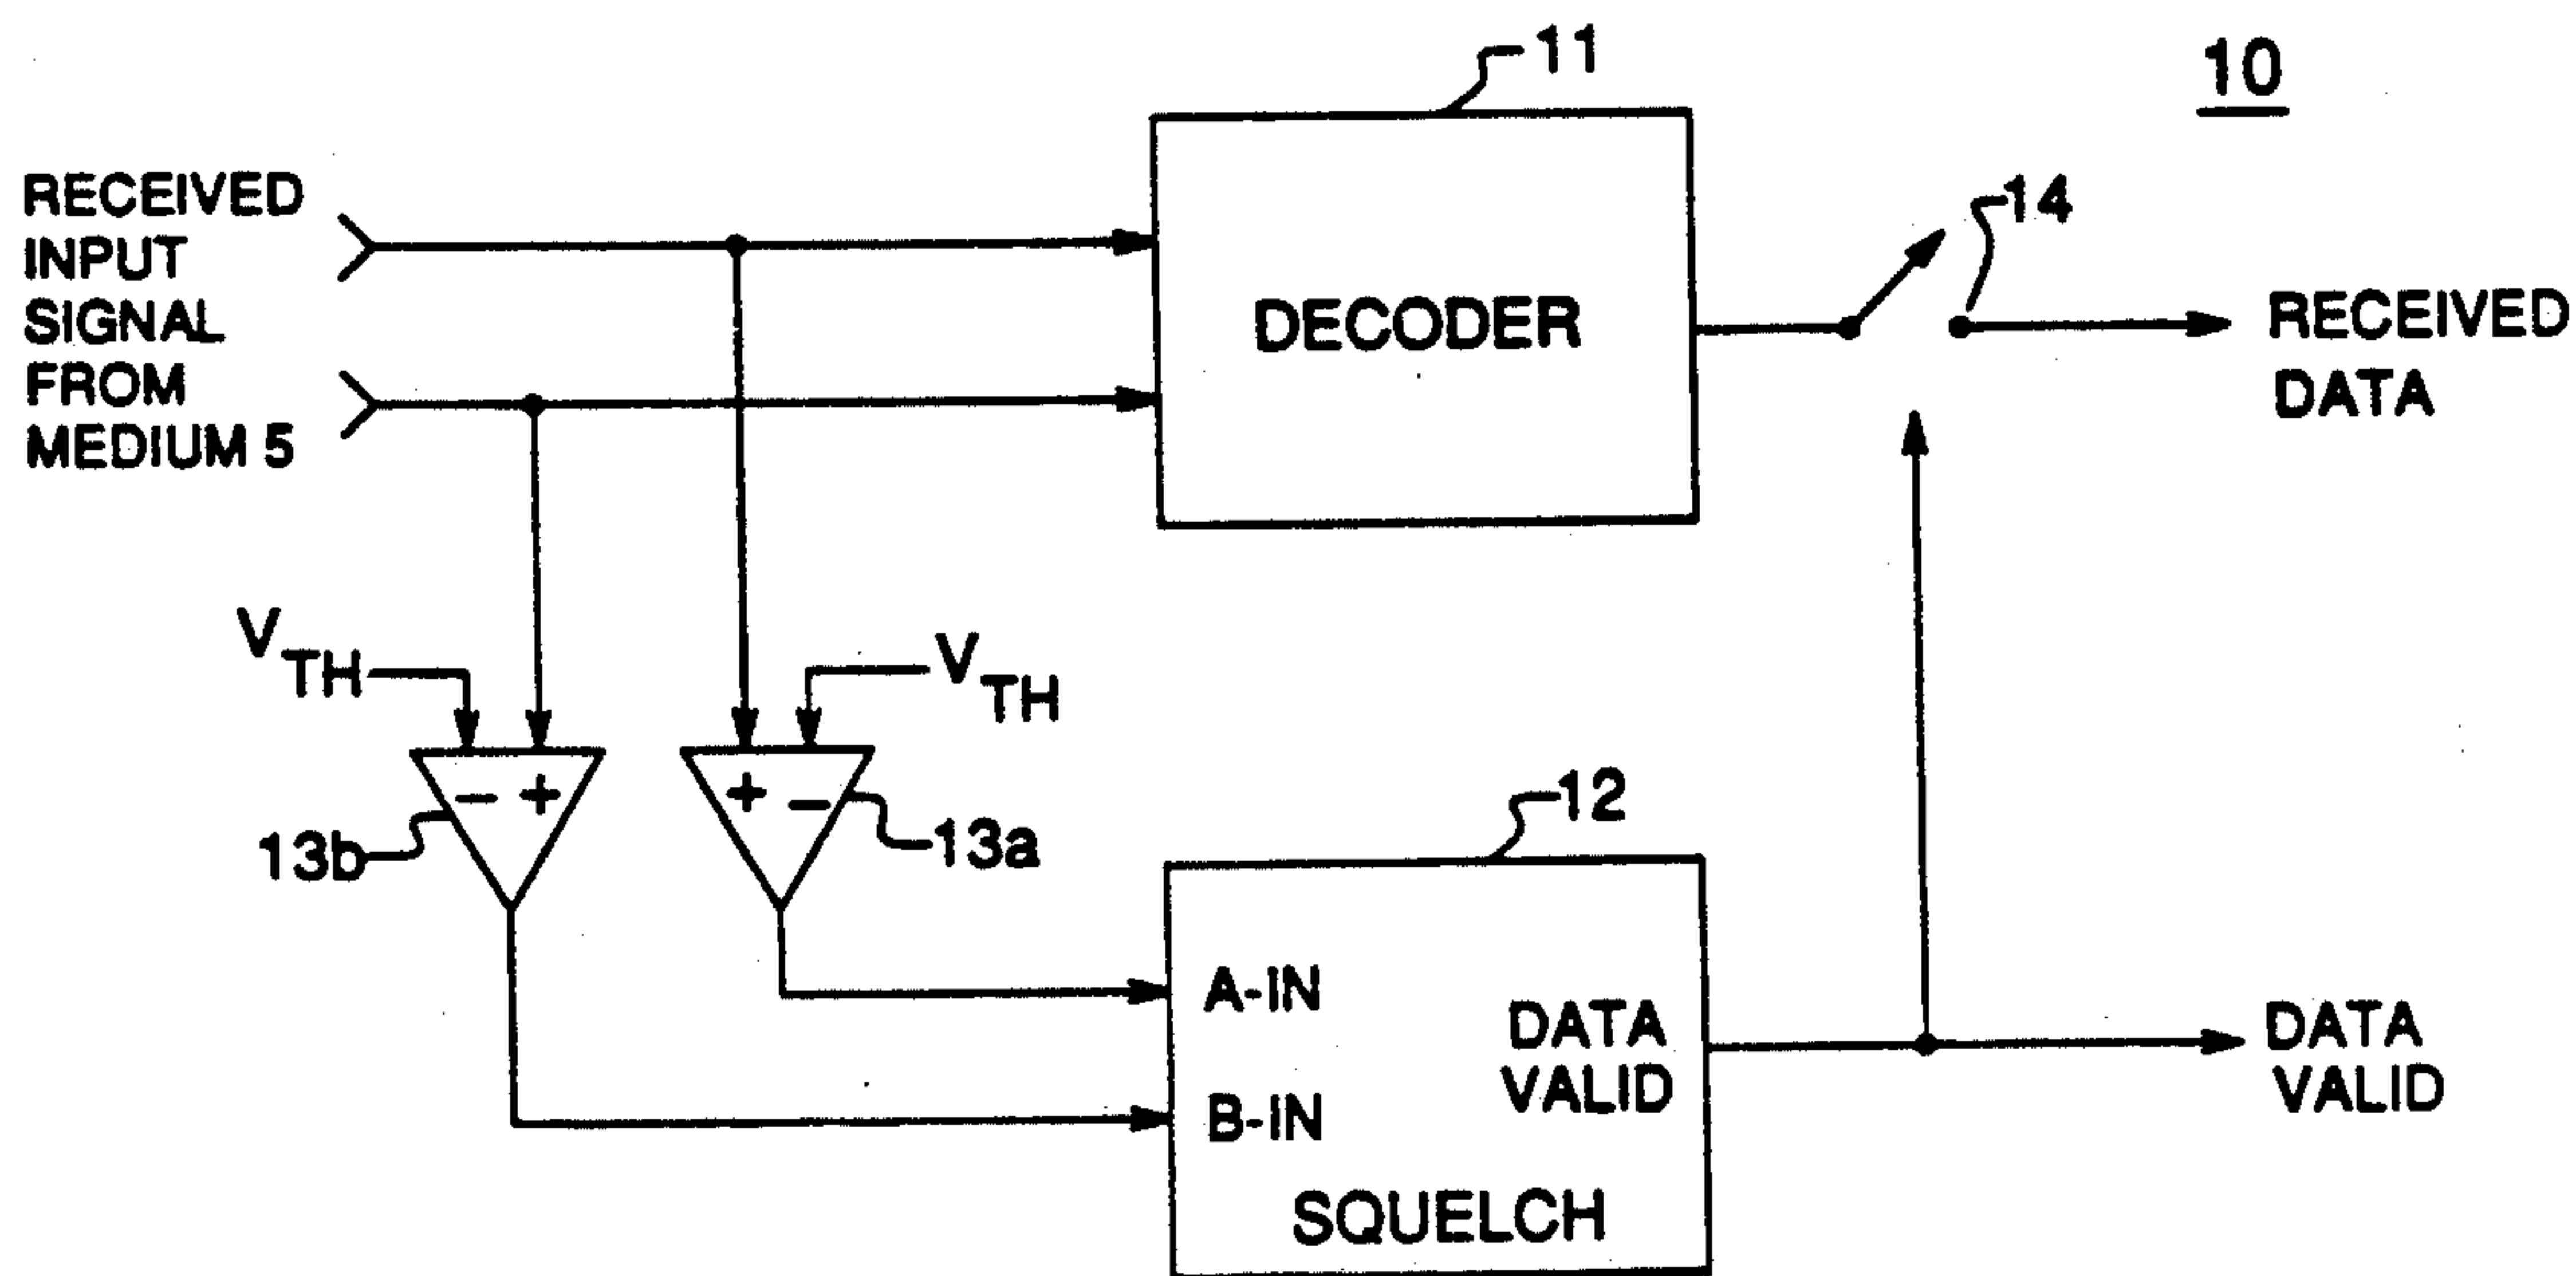 11
10
RECEIVED
INPUT
SIGNAL
FROM
MEDIUM 5
14
DECODER
RECEIVED
DATA
V TH
V TH
- +
+ -
13b
13a
12
A-IN
B-IN
DATA
VALID
SQUELCH
DATA
VALID